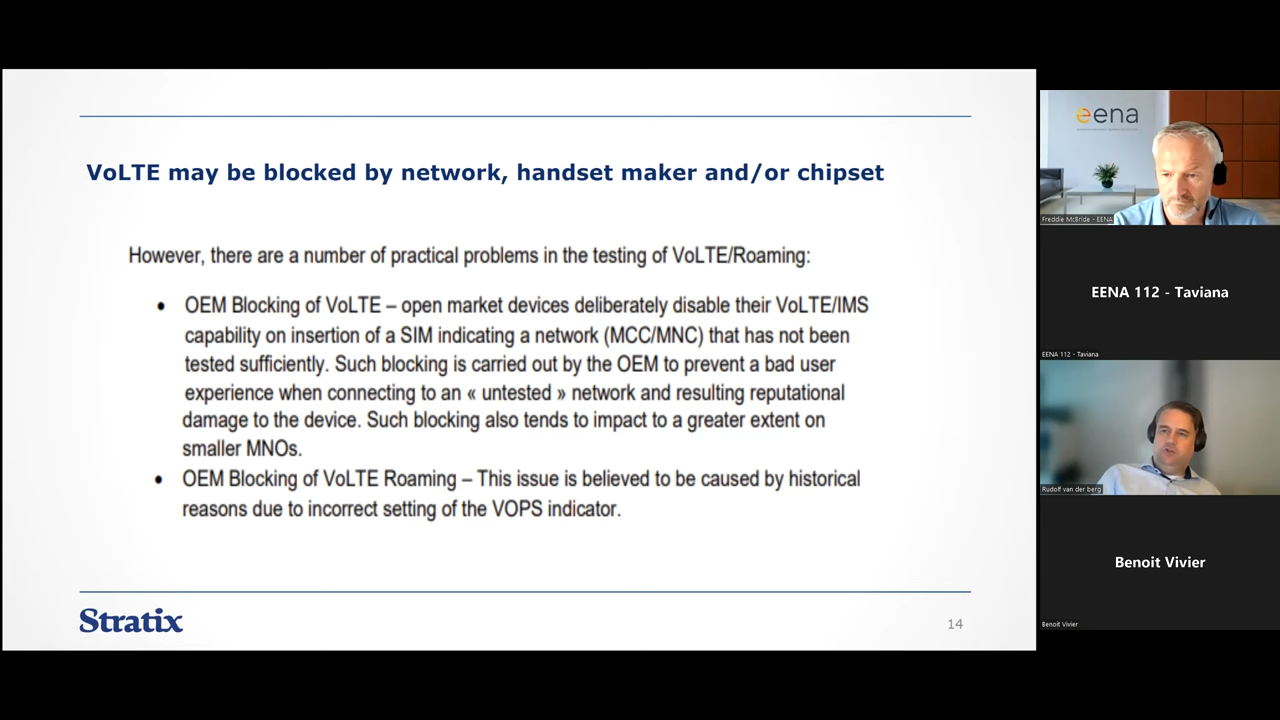 VoLTE may be blocked by network, handset maker and/or chipset
However, there are a number of practical problems in the testing of VoLTE/Roaming:
• OEM Blocking of VoLTE – open market devices deliberately disable their VoLTE/IMS
capability on insertion of a SIM indicating a network (MCC/MNC) that has not been
tested sufficiently. Such blocking is carried out by the OEM to prevent a bad user
experience when connecting to an « untested » network and resulting reputational
damage to the device. Such blocking also tends to impact to a greater extent on
smaller MNOs.
• OEM Blocking of VoLTE Roaming – This issue is believed to be caused by historical
reasons due to incorrect setting of the VOPS indicator.
Stratix
14
eena
Freddie McBride - EENA
EENA 112 - Taviana
EENA 112 - Taviana
Rudolf van der berg
Benoit Vivier
Benoit Vivier